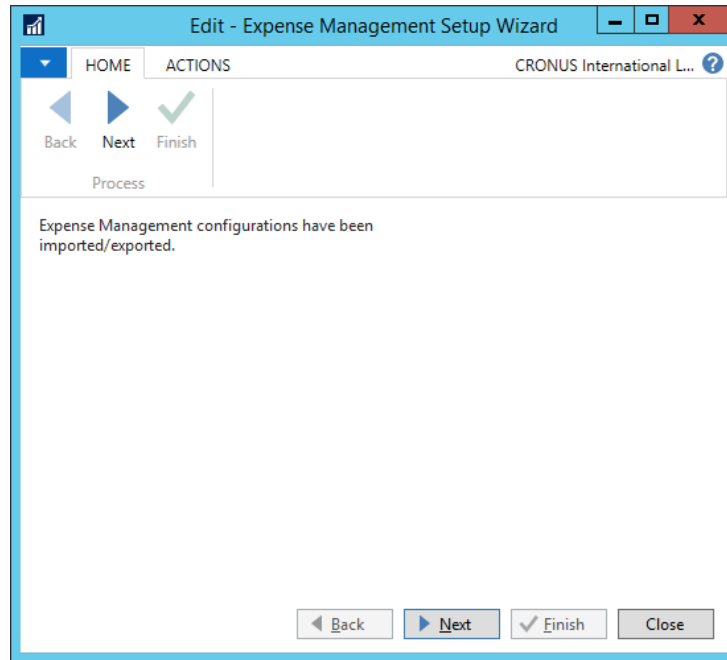 Edit - Expense Management Setup Wizard
HOME ACTIONS CRONUS International L... ?
Back Next Finish
Process
Expense Management configurations have been
imported/exported.
Back Next Finish Close